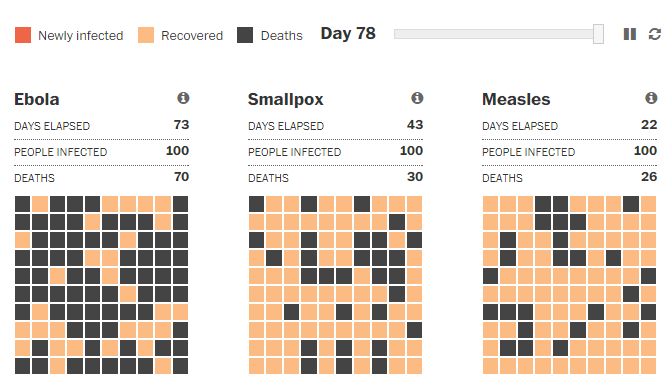 Newly infected Recovered Deaths Day 78
Ebola Smallpox Measles
DAYS ELAPSED 73 DAYS ELAPSED 43 DAYS ELAPSED 22
PEOPLE INFECTED 100 PEOPLE INFECTED 100 PEOPLE INFECTED 100
DEATHS 70 DEATHS 30 DEATHS 26